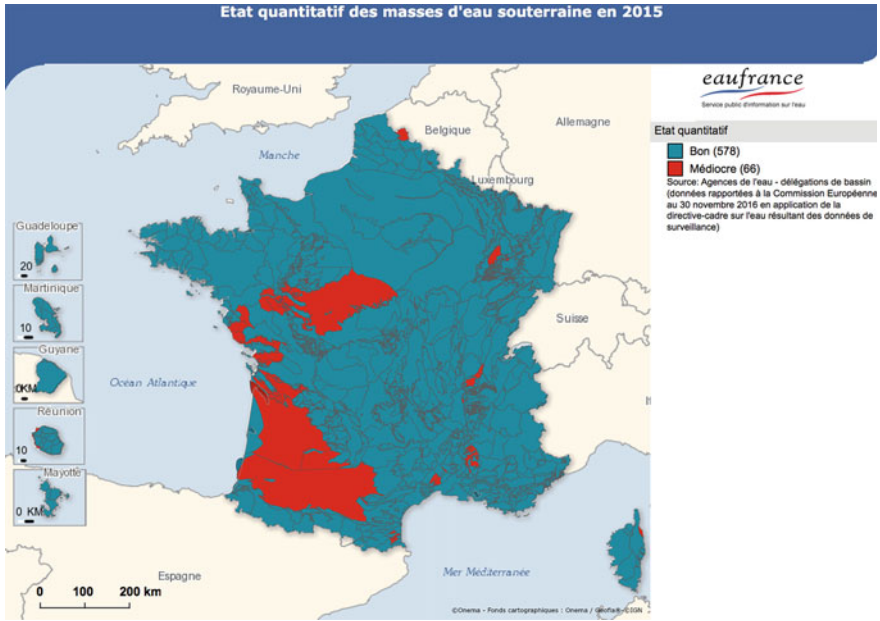 Etat quantitatif des masses d'eau souterraine en 2015
eaufrance
Service public d'information sur l'eau
Etat quantitatif
Bon (578)
Médiocre (66)
Source: Agences de l'eau - délégations de bassin
(données rapportées à la Commission Européenne
au 30 novembre 2016 en application de la
directive-cadre sur l'eau résultant des données de
surveillance)
Royaume-Uni
Belgique
Allemagne
Manche
Luxembourg
Guadeloupe
20
Martinique
10
Guyane
0KM
Suisse
Océan Atlantique
Réunion
10
Mayotte
0 KM
Espagne
Mer Méditerranée
0 100 200 km
©Onema - Fonds cartographiques : Onema / Géofla®